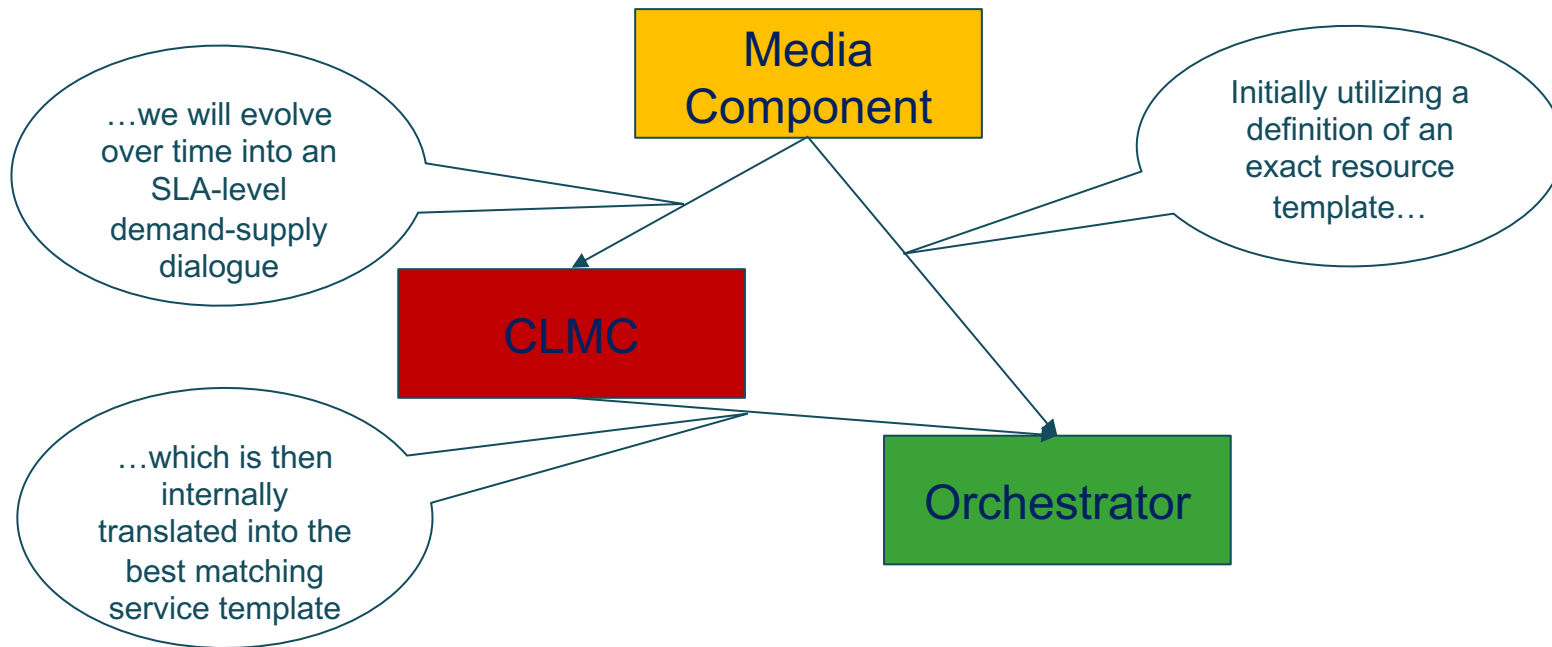 Media
Component
Initially utilizing a
definition of an
exact resource
template…
…we will evolve
over time into an
SLA-level
demand-supply
dialogue
CLMC
…which is then
internally
translated into the
best matching
service template
Orchestrator